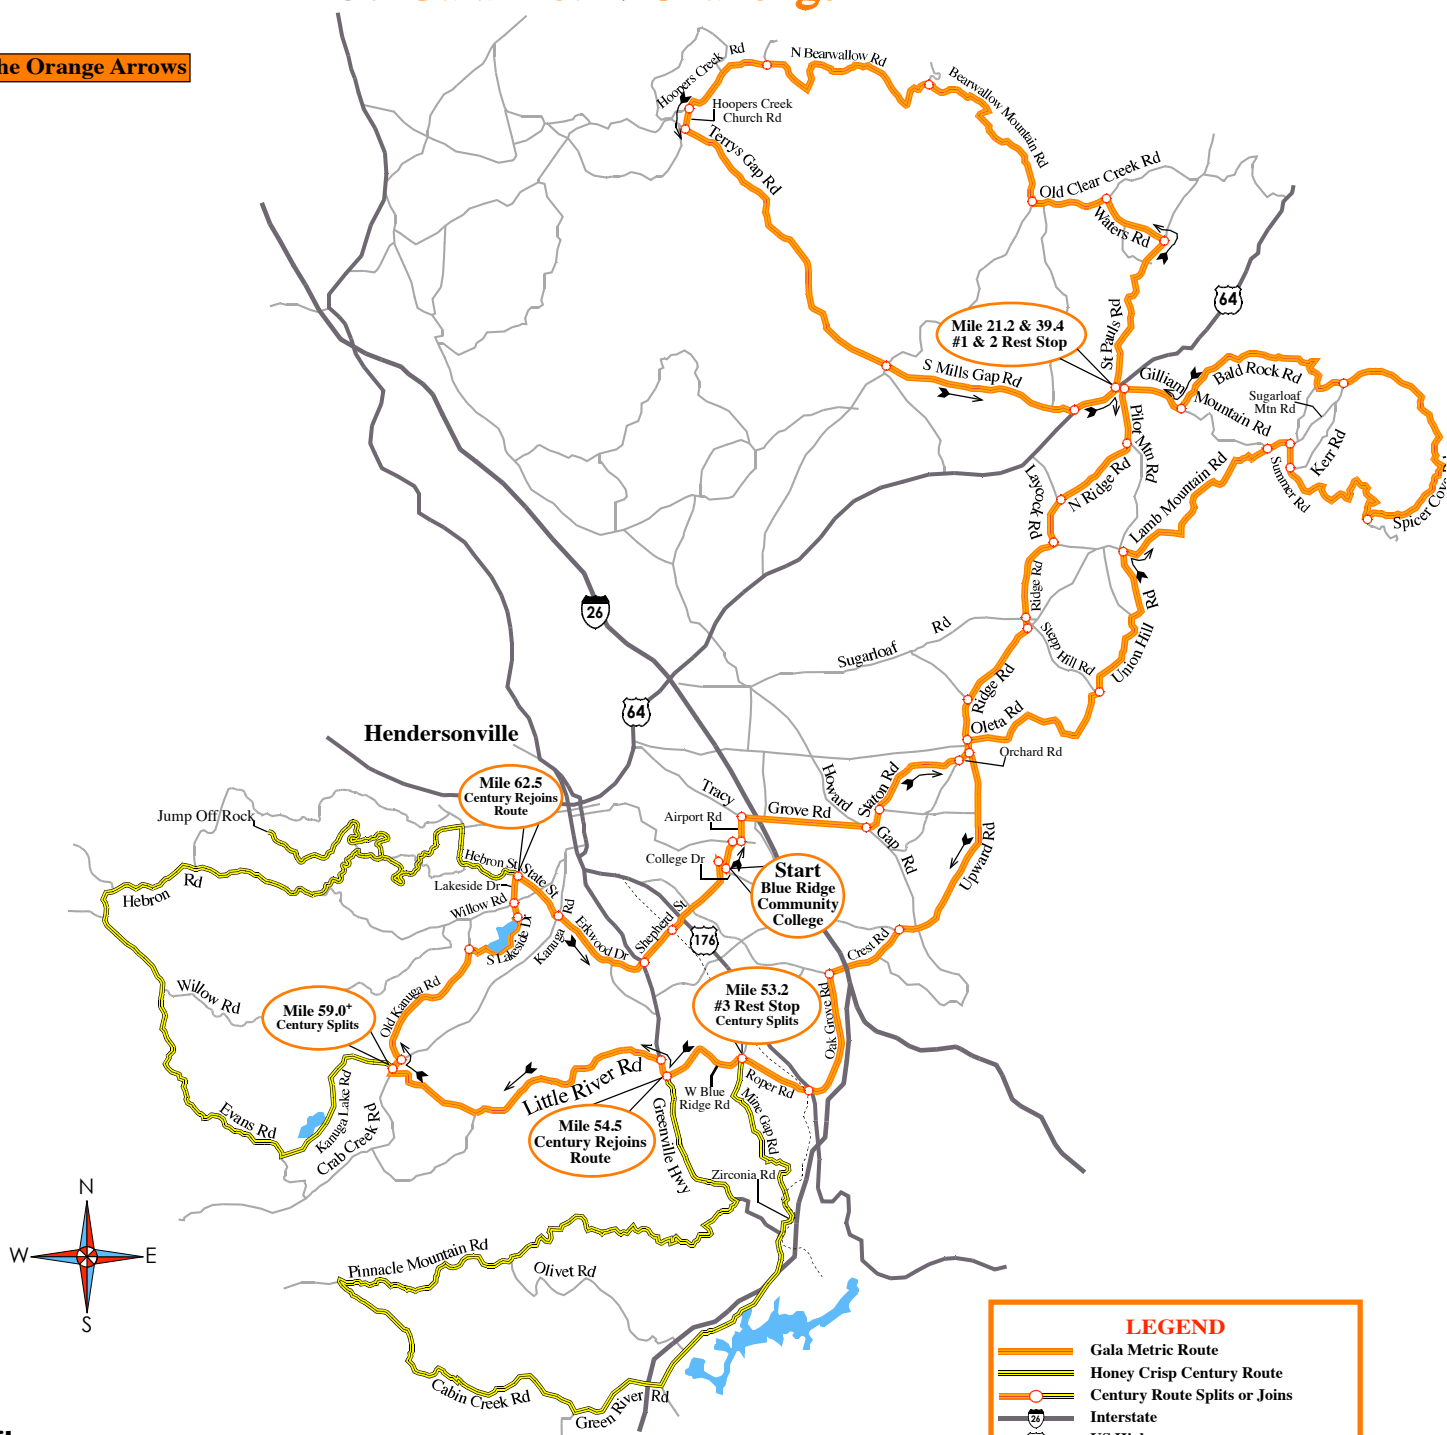 he Orange Arrows
Hoopers Creek Rd
N Bearwallow Rd
Bearwallow Mountain Rd
Hoopers Creek
Church Rd
Terrys Gap Rd
Old Clear Creek Rd
Waters Rd
64
St Pauls Rd
Mile 21.2 & 39.4
#1 & 2 Rest Stop
S Mills Gap Rd
Gilliam Mountain Rd
Bald Rock Rd
Sugarloaf
Mtn Rd
Kerr Rd
Pilot Mtn Rd
N Ridge Rd
Laycock Rd
Lamb Mountain Rd
Summer Rd
Spicer Cove
Ridge Rd
26
Sugarloaf Rd
Stepp Hill Rd
Union Hill Rd
Ridge Rd
Oleta Rd
64
Hendersonville
Orchard Rd
Mile 62.5
Century Rejoins
Route
Tracy Grove Rd
Howard Gap Rd
Staton Rd
Airport Rd
Jump Off Rock
College Dr
Start
Blue Ridge
Community
College
Upward Rd
Hebron St
State St
Lakeside Dr
Hebron Rd
Willow Rd
S Lakeside Dr
Kanuga Rd
Erkwood Dr
Shepherd St
176
Crest Rd
Willow Rd
Old Kanuga Rd
Mile 59.0+
Century Splits
Mile 53.2
#3 Rest Stop
Century Splits
Oak Grove Rd
Little River Rd
W Blue
Ridge Rd
Roper Rd
Evans Rd
Kanuga Lake Rd
Crab Creek Rd
Mile 54.5
Century Rejoins
Route
Greenville Hwy
Mine Gap Rd
Zirconia Rd
N
W
E
S
Pinnacle Mountain Rd
Olivet Rd
Cabin Creek Rd
Green River Rd
LEGEND
Gala Metric Route
Honey Crisp Century Route
Century Route Splits or Joins
26
Interstate